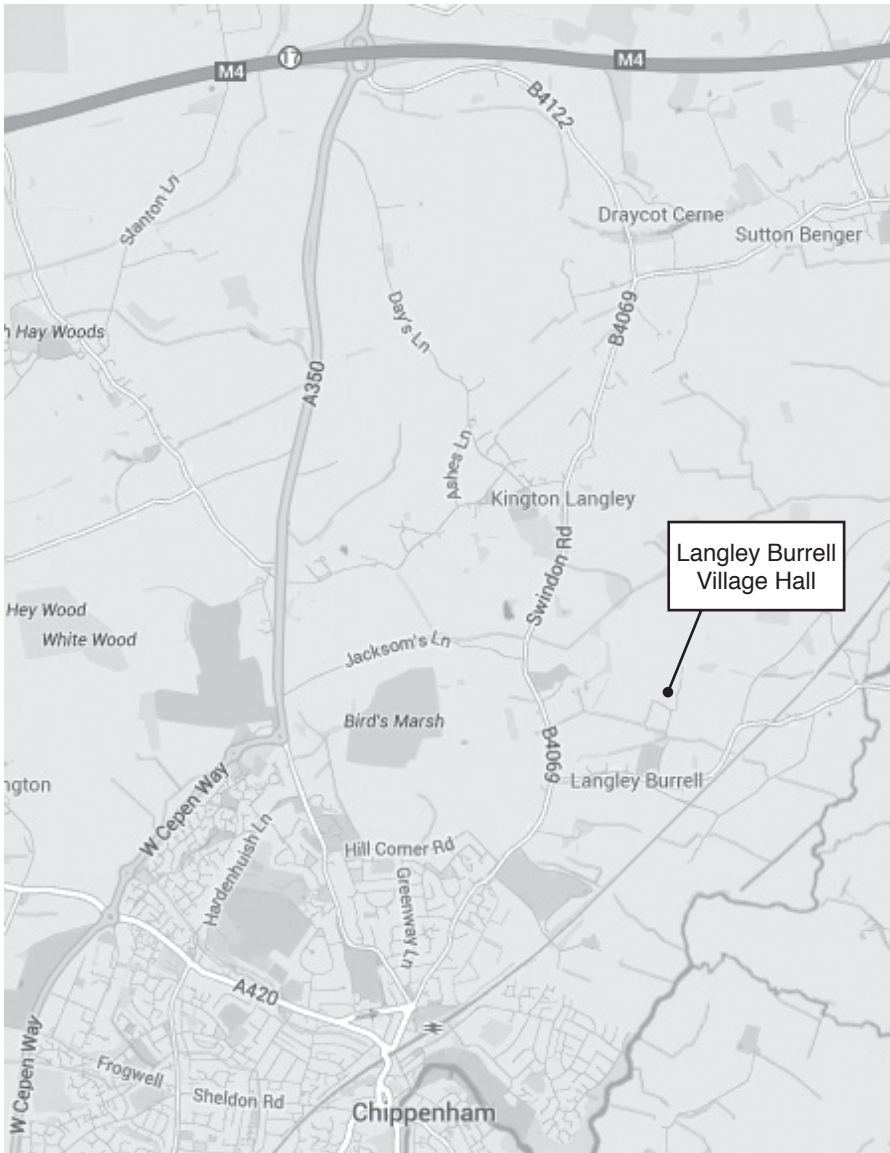 17
M4
M4
B4122
Stanton Ln
Draycot Cerne
Sutton Benger
Day's Ln
B4069
h Hay Woods
A350
Ashes Ln
Kington Langley
Swindon Rd
Langley Burrell
Village Hall
Hey Wood
White Wood
Jacksom's Ln
Bird's Marsh
B4069
ngton
Langley Burrell
W Cepen Way
Hardenhuish Ln
Hill Corner Rd
Greenway Ln
A420
W Cepen Way
Frogwell
Sheldon Rd
Chippenham